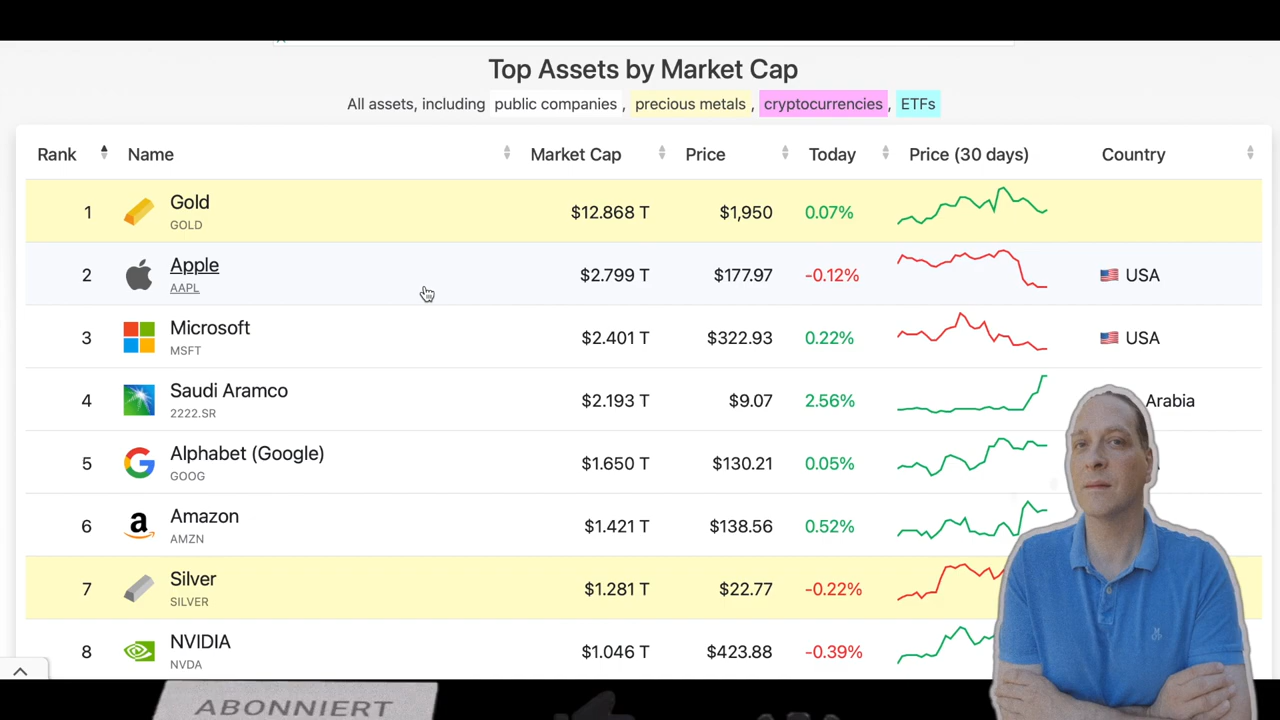 Top Assets by Market Cap
All assets, including public companies , precious metals , cryptocurrencies , ETFs
Rank Name Market Cap Price Today Price (30 days) Country
1 Gold $12.868 T $1,950 0.07%
GOLD
2 Apple $2.799 T $177.97 -0.12% USA
AAPL
3 Microsoft $2.401 T $322.93 0.22% USA
MSFT
4 Saudi Aramco $2.193 T $9.07 2.56% Arabia
2222.SR
5 Alphabet (Google) $1.650 T $130.21 0.05%
GOOG
6 Amazon $1.421 T $138.56 0.52%
AMZN
7 Silver $1.281 T $22.77 -0.22%
SILVER
8 NVIDIA $1.046 T $423.88 -0.39%
NVDA
ABONNIERT